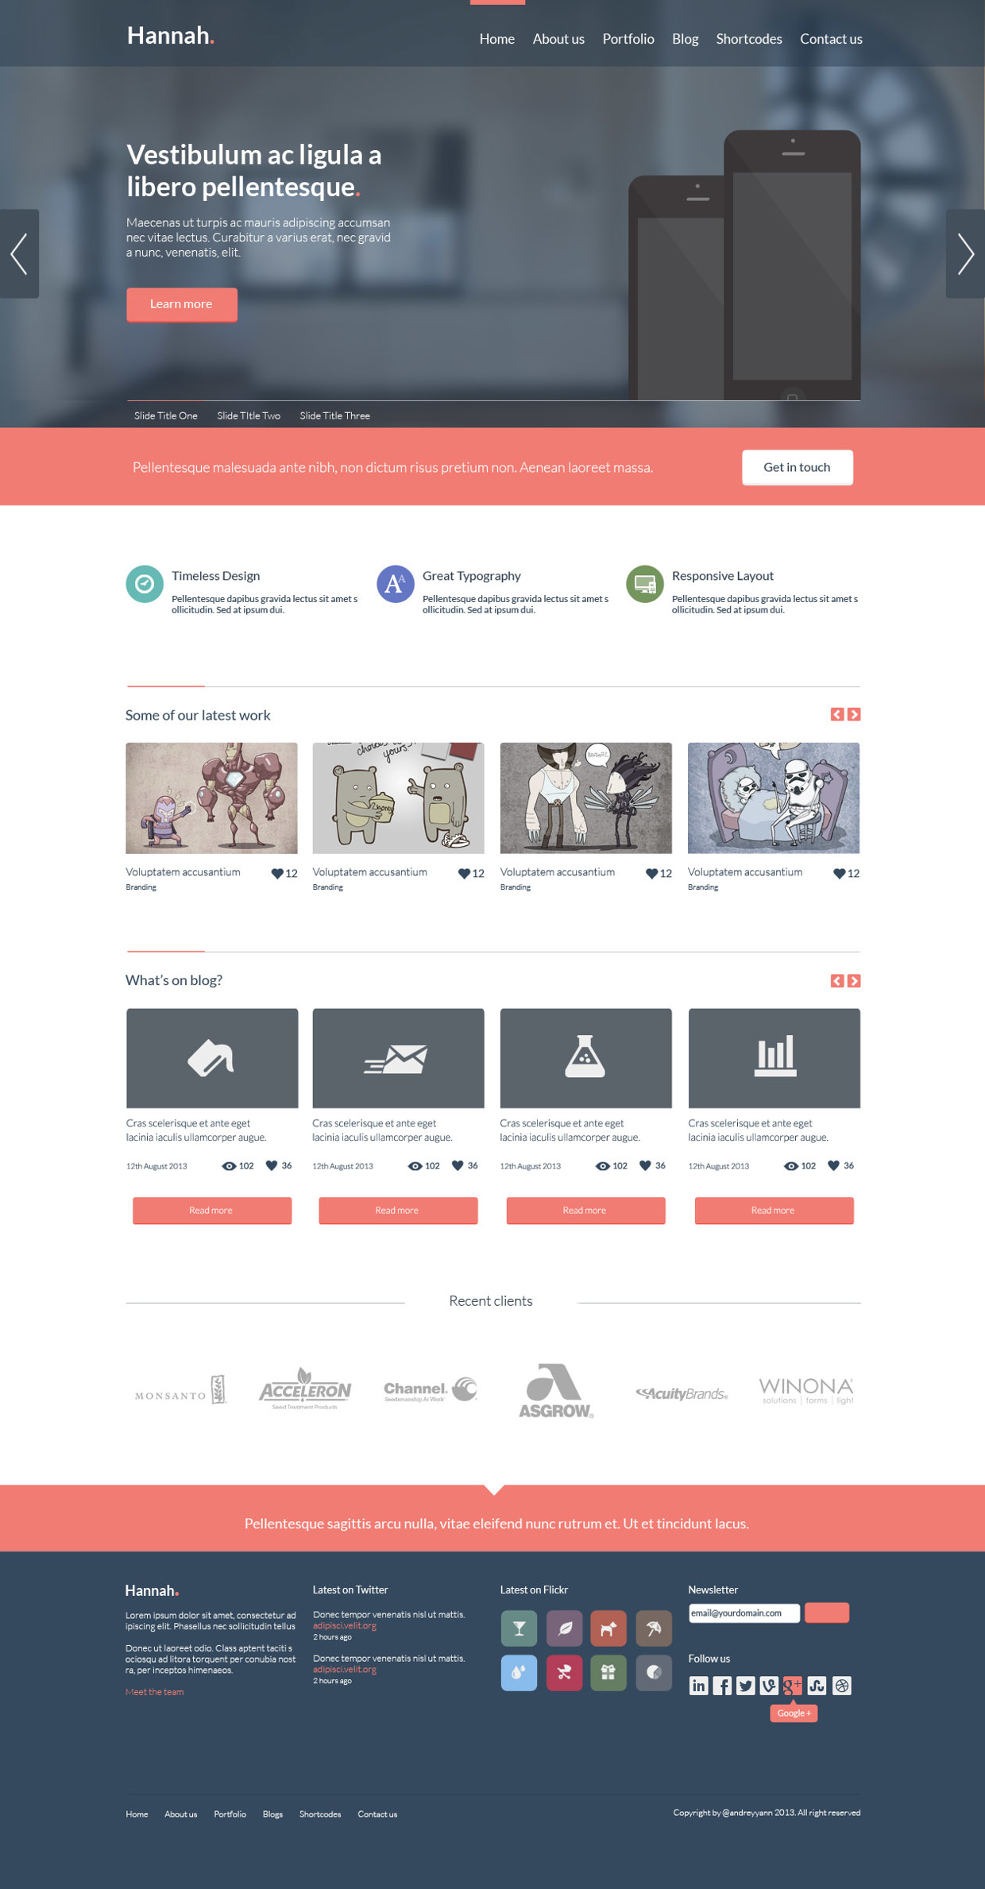 Hannah.
Home
About us
Portfolio
Blog
Shortcodes
Contact us
Vestibulum ac ligula a
libero pellentesque.
Maecenas ut turpis ac mauris adipiscing accumsan
nec vitae lectus. Curabitur a varius erat, nec gravid
a nunc, venenatis, elit.
Learn more
Slide Title One
Slide TItle Two
Slide Title Three
Pellentesque malesuada ante nibh, non dictum risus pretium non. Aenean laoreet massa.
Get in touch
Timeless Design
Pellentesque dapibus gravida lectus sit amet s
ollicitudin. Sed at ipsum dui.
Great Typography
Pellentesque dapibus gravida lectus sit amet s
ollicitudin. Sed at ipsum dui.
Responsive Layout
Pellentesque dapibus gravida lectus sit amet s
ollicitudin. Sed at ipsum dui.
Some of our latest work
yours..
Voluptatem accusantium
12
Branding
Voluptatem accusantium
12
Branding
Voluptatem accusantium
12
Branding
Voluptatem accusantium
12
Branding
What's on blog?
Cras scelerisque et ante eget
lacinia iaculis ullamcorper augue.
12th August 2013
102
36
Read more
Cras scelerisque et ante eget
lacinia iaculis ullamcorper augue.
12th August 2013
102
36
Read more
Cras scelerisque et ante eget
lacinia iaculis ullamcorper augue.
12th August 2013
102
36
Read more
Cras scelerisque et ante eget
lacinia iaculis ullamcorper augue.
12th August 2013
102
36
Read more
Recent clients
MONSANTO
ACCELERON
Seed Treatment Products
Channel.
Seedsmanship At Work
ASGROW
AcuityBrands
WINONA
solutions | forms | light
Pellentesque sagittis arcu nulla, vitae eleifend nunc rutrum et. Ut et tincidunt lacus.
Hannah.
Lorem ipsum dolor sit amet, consectetur ad
ipiscing elit. Phasellus nec sollicitudin tellus
Donec ut laoreet odio. Class aptent taciti s
ociosqu ad litora torquent per conubia nost
ra, per inceptos himenaeos.
Meet the team
Latest on Twitter
Donec tempor venenatis nisl ut mattis.
adipisci.velit.org
2 hours ago
Donec tempor venenatis nisl ut mattis.
adipisci.velit.org
2 hours ago
Latest on Flickr
Newsletter
email@yourdomain.com
Follow us
Google +
Home
About us
Portfolio
Blogs
Shortcodes
Contact us
Copyright by @andreyyann 2013. All right reserved